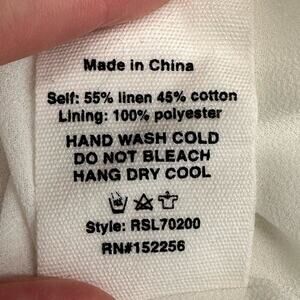 Made in China
Self: 55% linen 45% cotton
Lining: 100% polyester
HAND WASH COLD
DO NOT BLEACH
HANG DRY COOL
Style: RSL70200
RN#152256